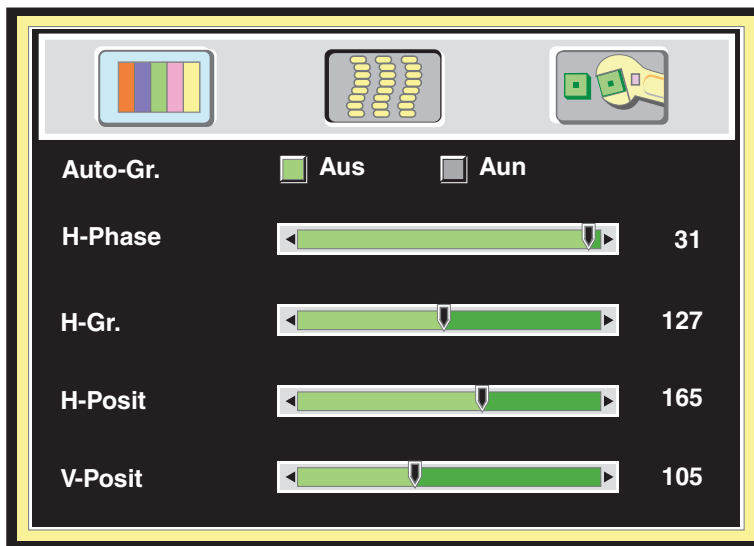 Auto-Gr. Aus Aun
H-Phase 31
H-Gr. 127
H-Posit 165
V-Posit 105